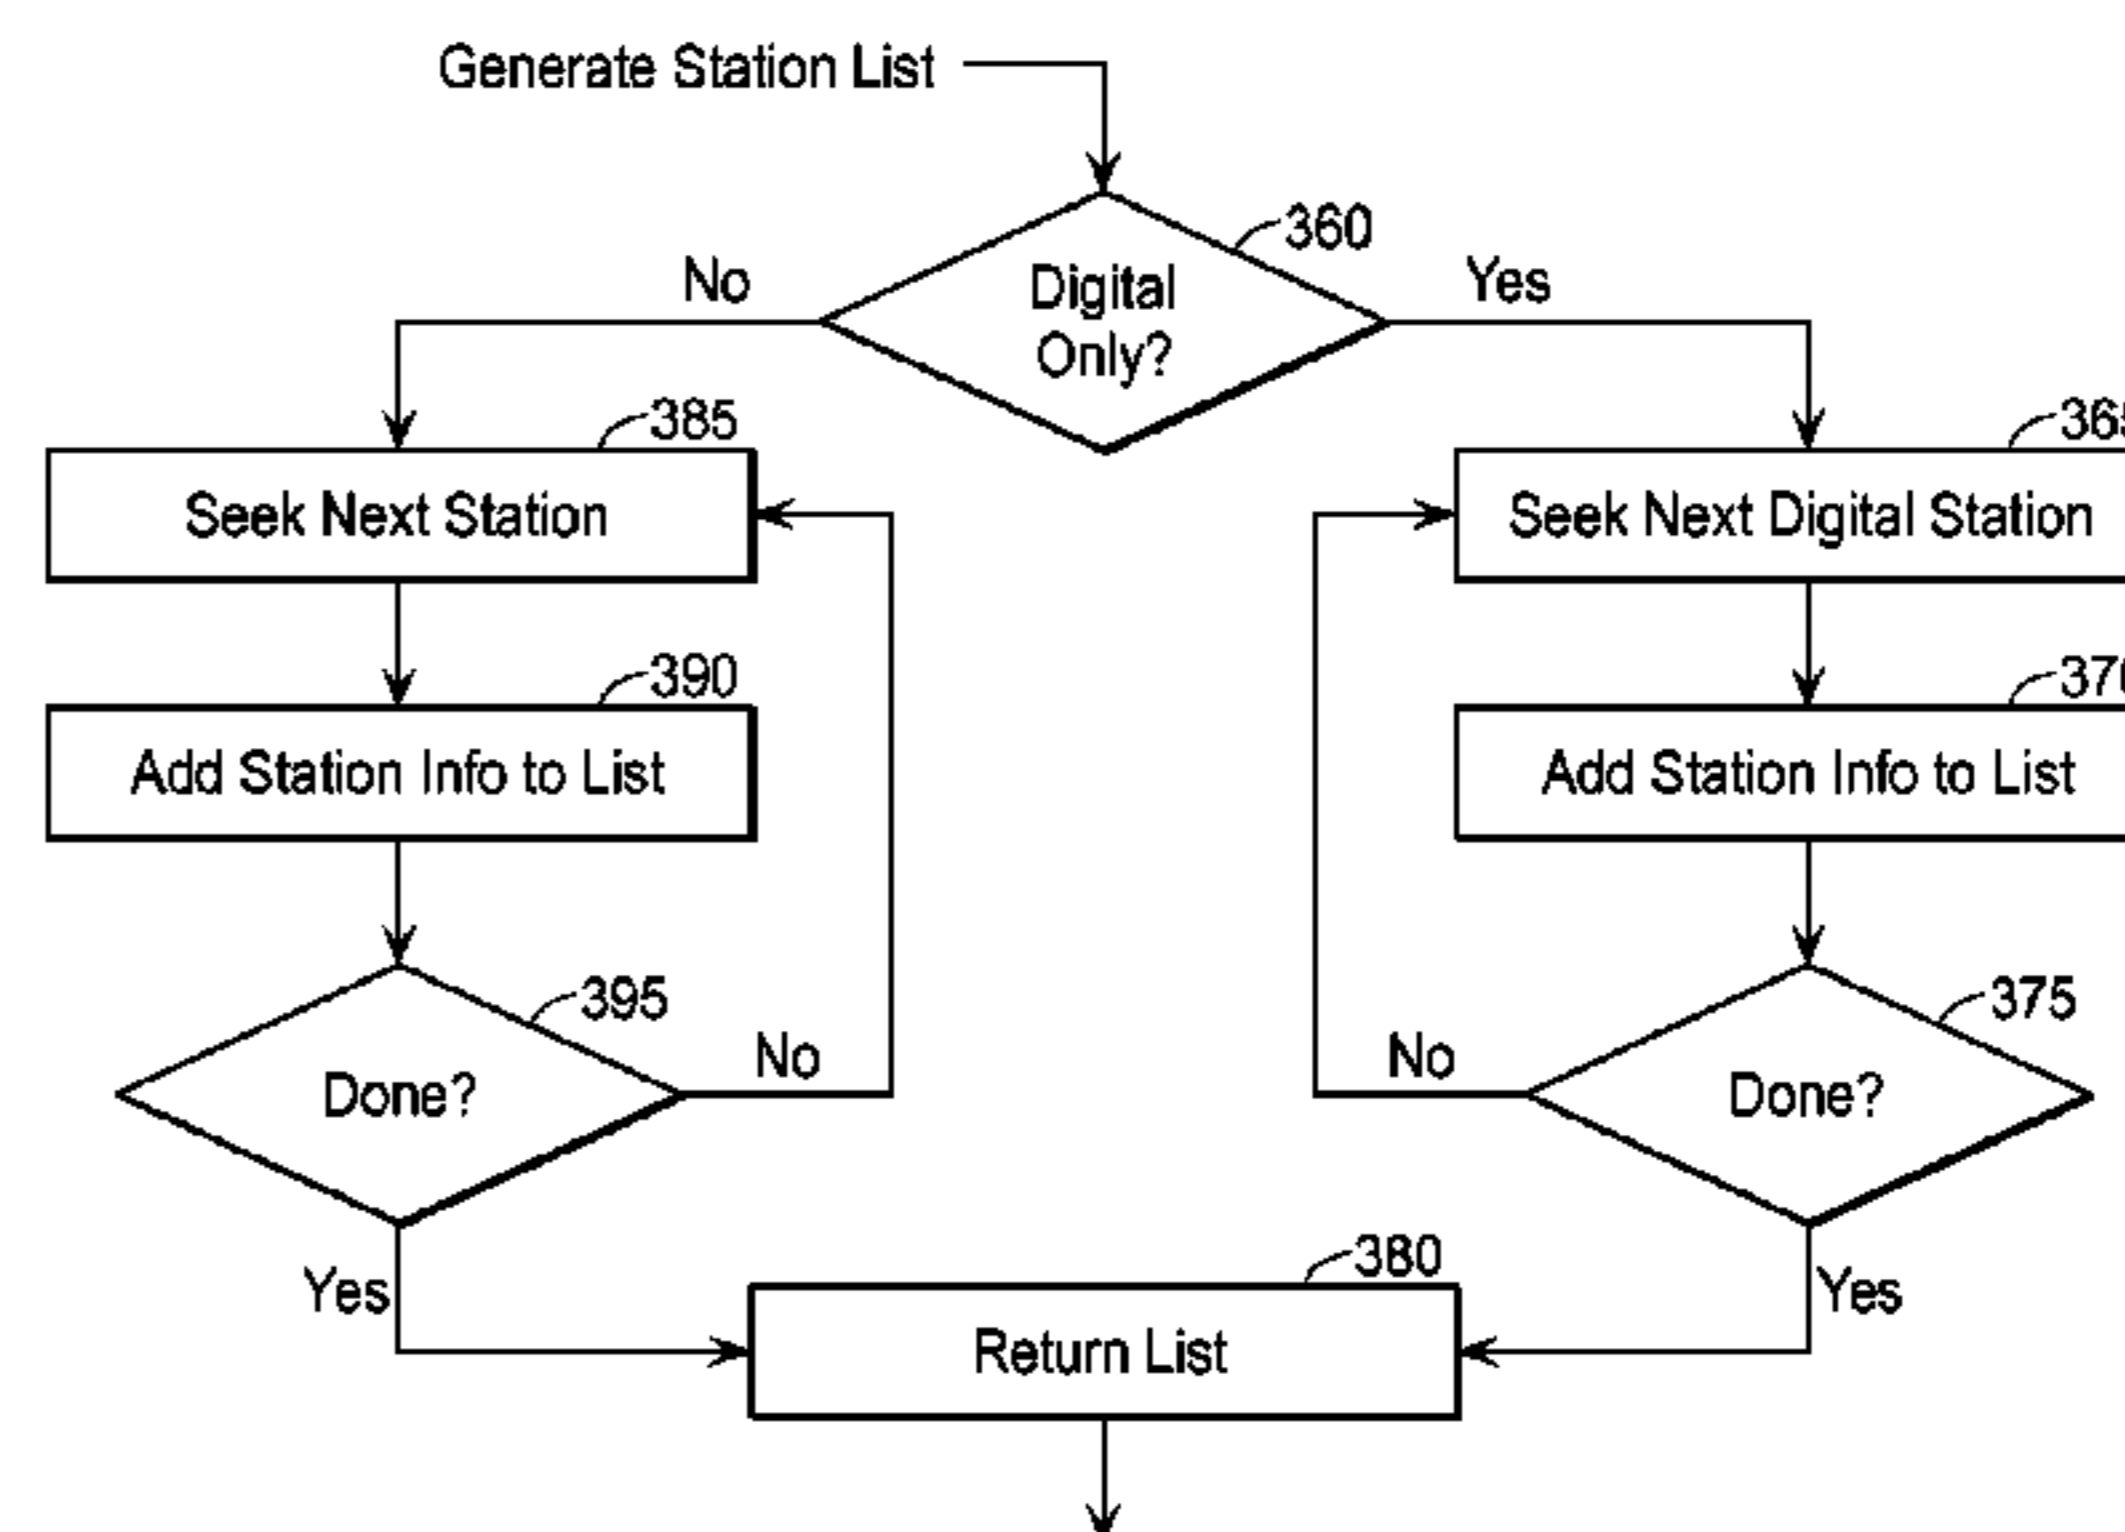 Generate Station List
360
No
Digital
Only?
Yes
385
Seek Next Station
Seek Next Digital Station
390
Add Station Info to List
Add Station Info to List
395
375
No
No
Done?
Done?
380
Yes
Yes
Return List